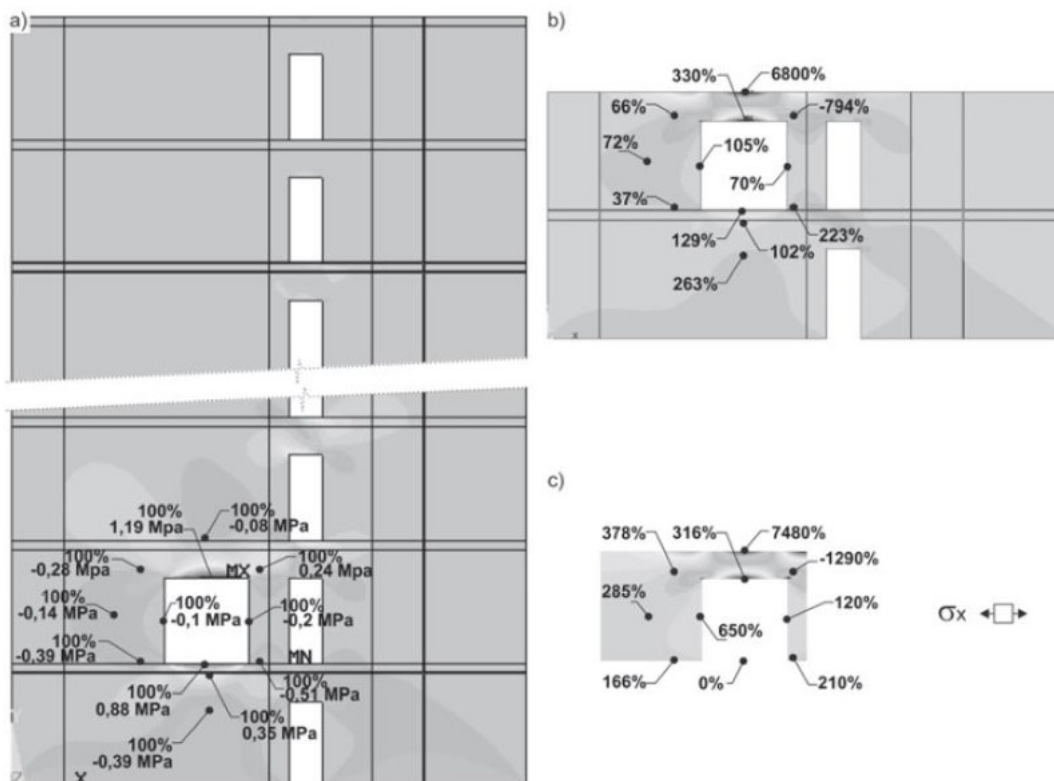 a)
100%
1,19 Mpa
100%
-0,08 MPa
100%
-0,28 Mpa
MX
100%
0,24 Mpa
100%
-0,14 MPa
100%
-0,1 MPa
100%
-0,2 MPa
100%
-0,39 MPa
MN
100%
0,88 MPa
100%
-0,51 MPa
100%
0,35 MPa
100%
-0,39 MPa
Y
Z
X
b)
330%
6800%
66%
-794%
72%
105%
70%
37%
129%
102%
223%
263%
x
c)
378%
316%
7480%
-1290%
285%
120%
650%
166%
0%
210%
σx